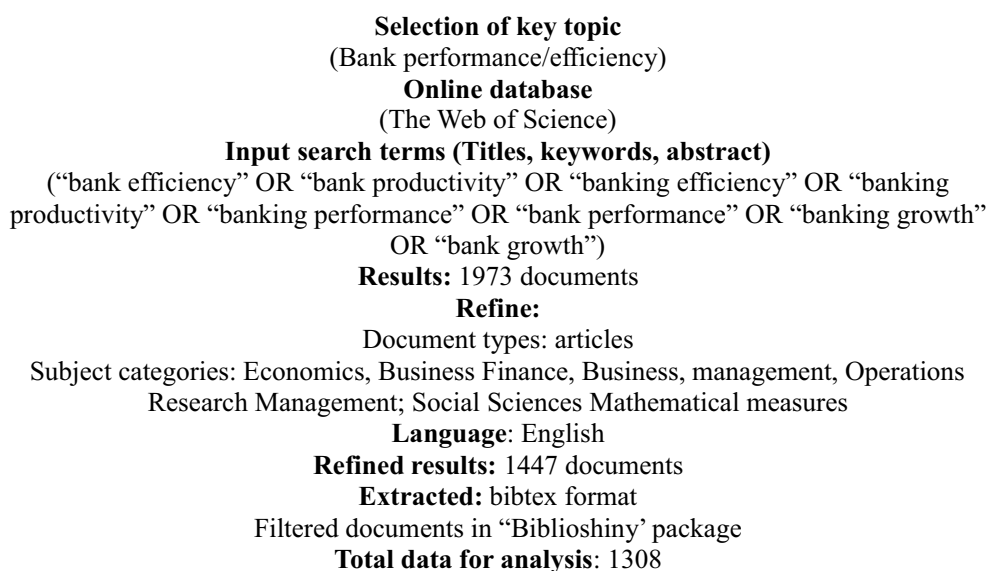 Selection of key topic
(Bank performance/efficiency)
Online database
(The Web of Science)
Input search terms (Titles, keywords, abstract)
(“bank efficiency” OR “bank productivity” OR “banking efficiency” OR “banking
productivity” OR “banking performance” OR “bank performance” OR “banking growth”
OR “bank growth”)
Results: 1973 documents
Refine:
Document types: articles
Subject categories: Economics, Business Finance, Business, management, Operations
Research Management; Social Sciences Mathematical measures
Language: English
Refined results: 1447 documents
Extracted: bibtex format
Filtered documents in “Biblioshiny’ package
Total data for analysis: 1308